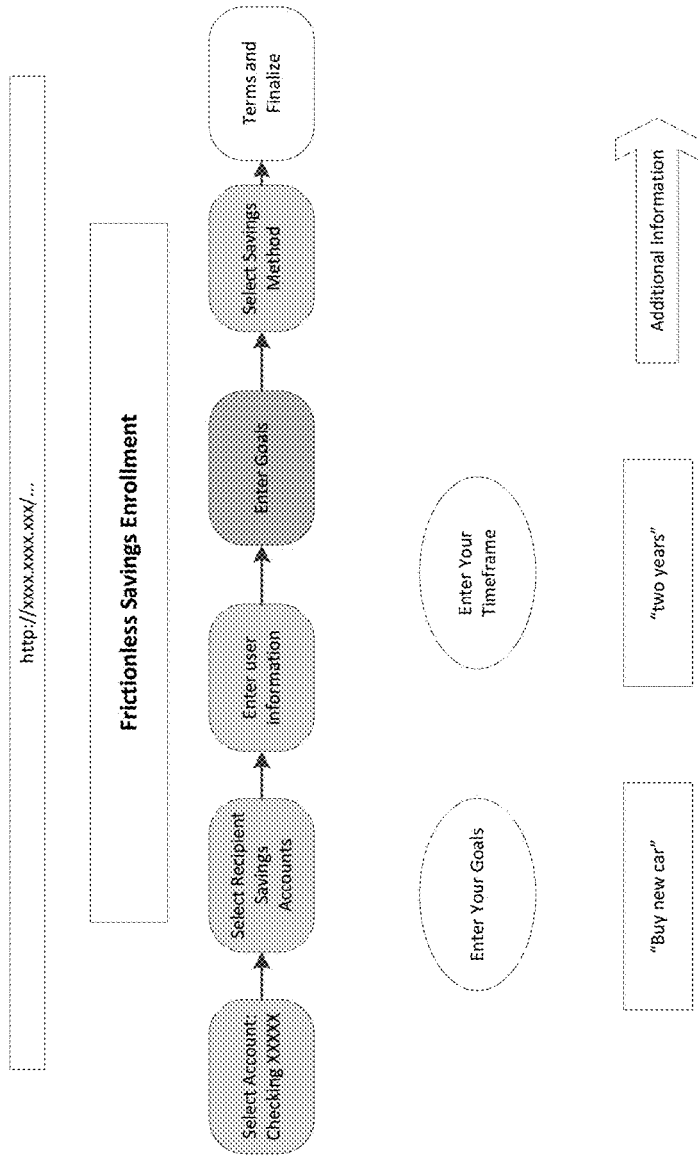 http://xxxx.xxxx.xxx/...
Frictionless Savings Enrollment
Select Account:
Checking XXXXX
Select Recipient
Savings
Accounts
Enter user
information
Enter Goals
Select Savings
Method
Terms and
Finalize
Enter Your Goals
Enter Your
Timeframe
"Buy new car"
"two years"
Additional Information